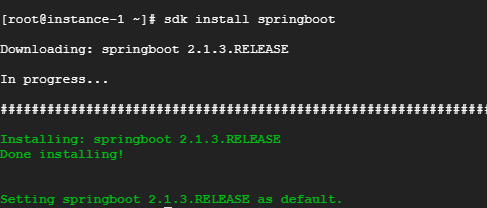 [root@instance-1 ~]# sdk install springboot
Downloading: springboot 2.1.3.RELEASE
In progress...
################################################################
Installing: springboot 2.1.3.RELEASE
Done installing!
Setting springboot 2.1.3.RELEASE as default.